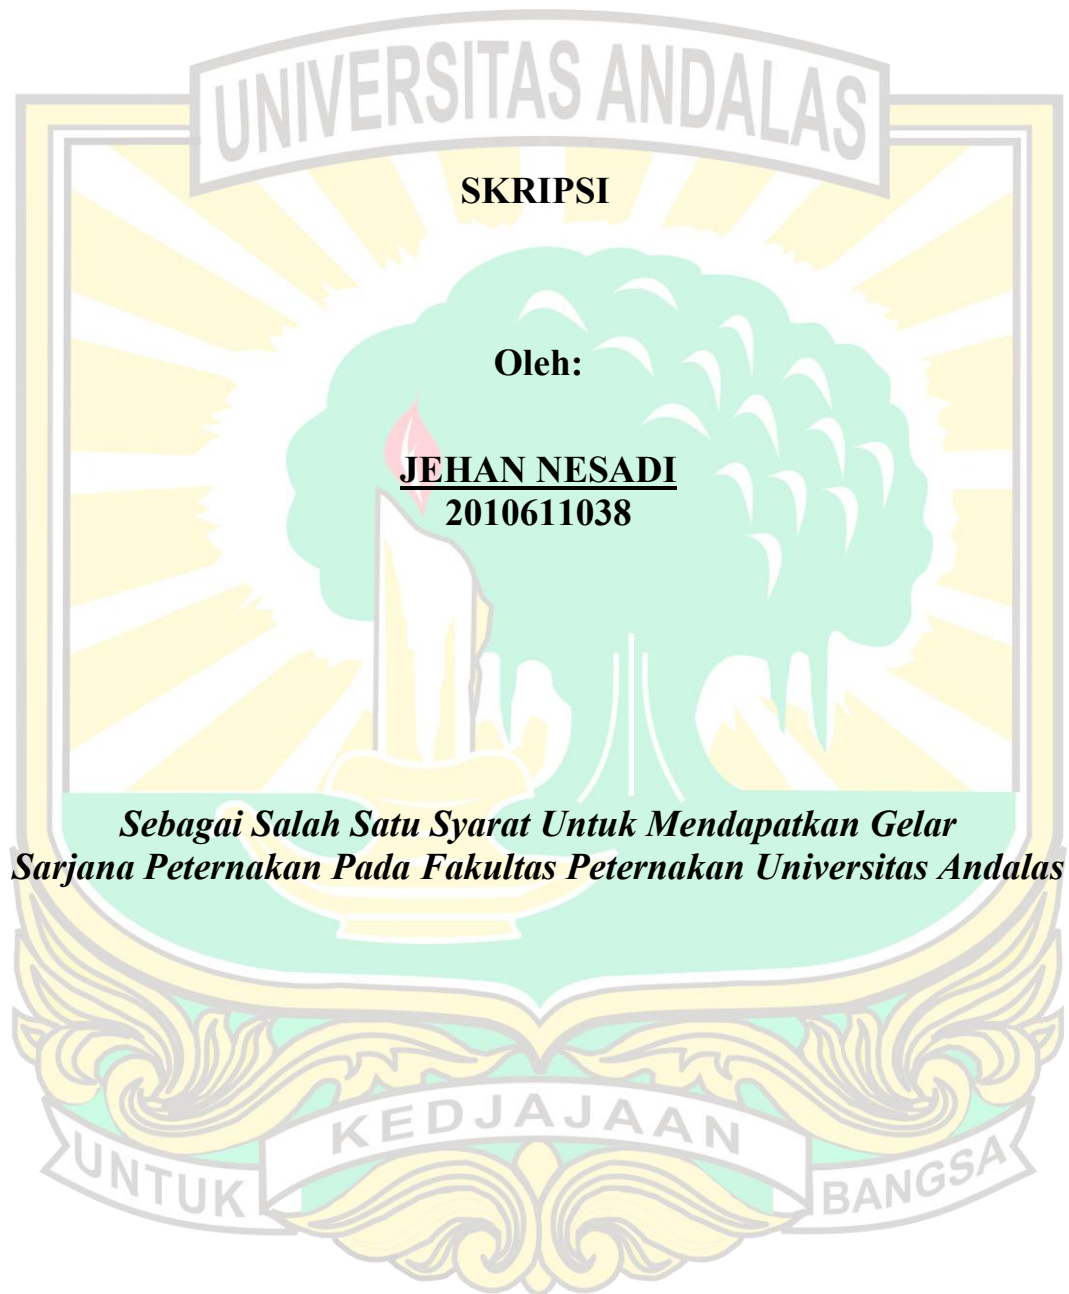 UNIVERSITAS ANDALAS
SKRIPSI
Oleh:
JEHAN NESADI
2010611038
Sebagai Salah Satu Syarat Untuk Mendapatkan Gelar
Sarjana Peternakan Pada Fakultas Peternakan Universitas Andalas
UNTUK KEDJAJAAN BANGSA